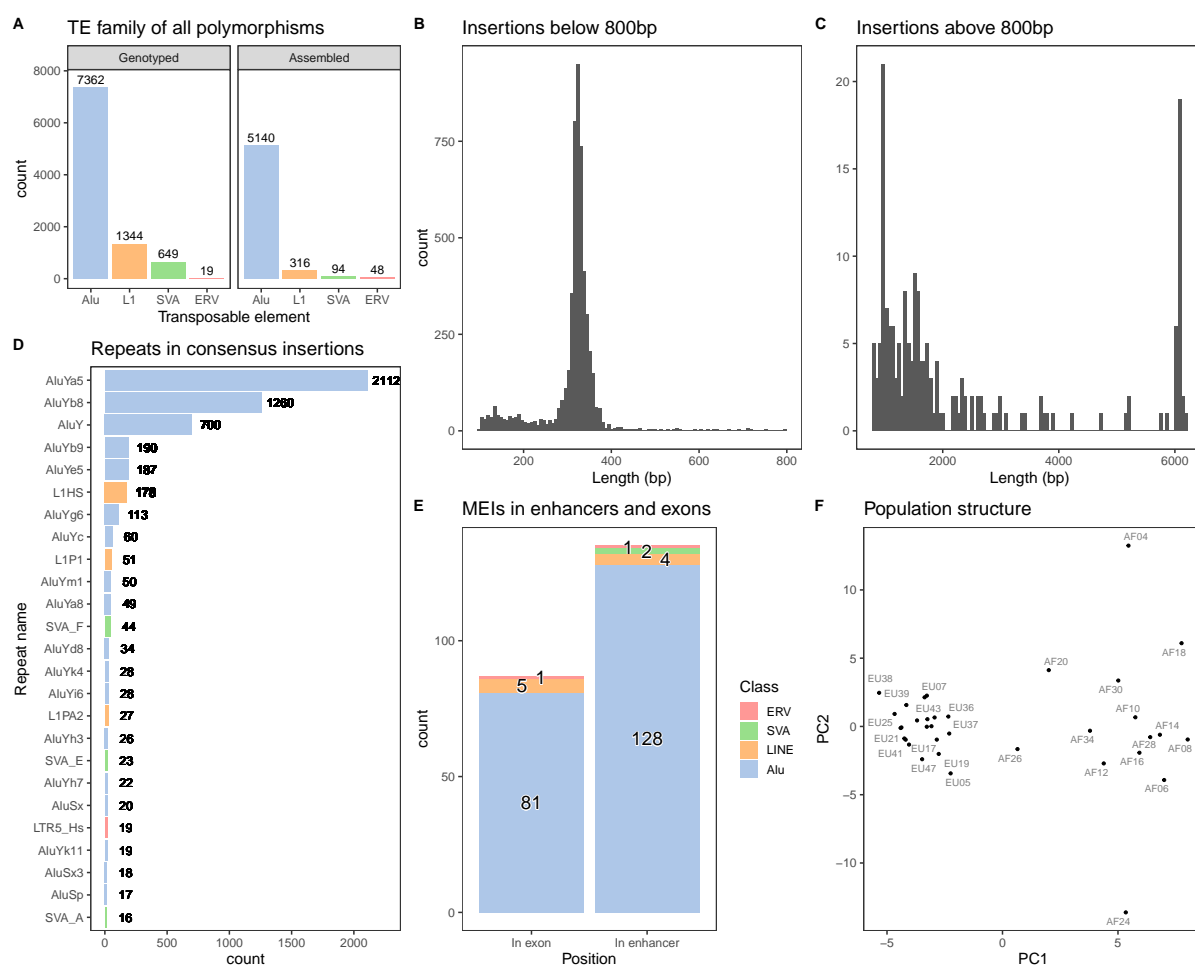 A TE family of all polymorphisms
Genotyped Assembled
8000
6000
4000
2000
0
count
7362
1344
649
19
5140
316
94
48
Alu L1 SVA ERV Alu L1 SVA ERV
Transposable element
B Insertions below 800bp
750
500
250
0
count
200 400 600 800
Length (bp)
C Insertions above 800bp
20
15
10
5
0
2000 4000 6000
Length (bp)
D Repeats in consensus insertions
Repeat name
AluYa5 2112
AluYb8 1260
AluY 700
AluYb9 190
AluYe5 187
L1HS 178
AluYg6 113
AluYc 60
L1P1 51
AluYm1 50
AluYa8 49
SVA_F 44
AluYd8 34
AluYk4 28
AluYi6 28
L1PA2 27
AluYh3 26
SVA_E 23
AluYh7 22
AluSx 20
LTR5_Hs 19
AluYk11 19
AluSx3 18
AluSp 17
SVA_A 16
0 500 1000 1500 2000
count
E MEIs in enhancers and exons
100
50
0
count
1
5
81
1
2
4
128
In exon In enhancer
Position
Class
ERV
SVA
LINE
Alu
F Population structure
10
5
0
−5
−10
PC2
AF04
AF18
AF20
AF30
EU38
EU07
EU39
EU43
EU36
AF10
EU25
EU37
AF14
EU21
EU17
AF34
AF28
AF08
EU41
AF26
AF16
EU47
EU19
AF12
EU05
AF06
AF24
−5 0 5
PC1